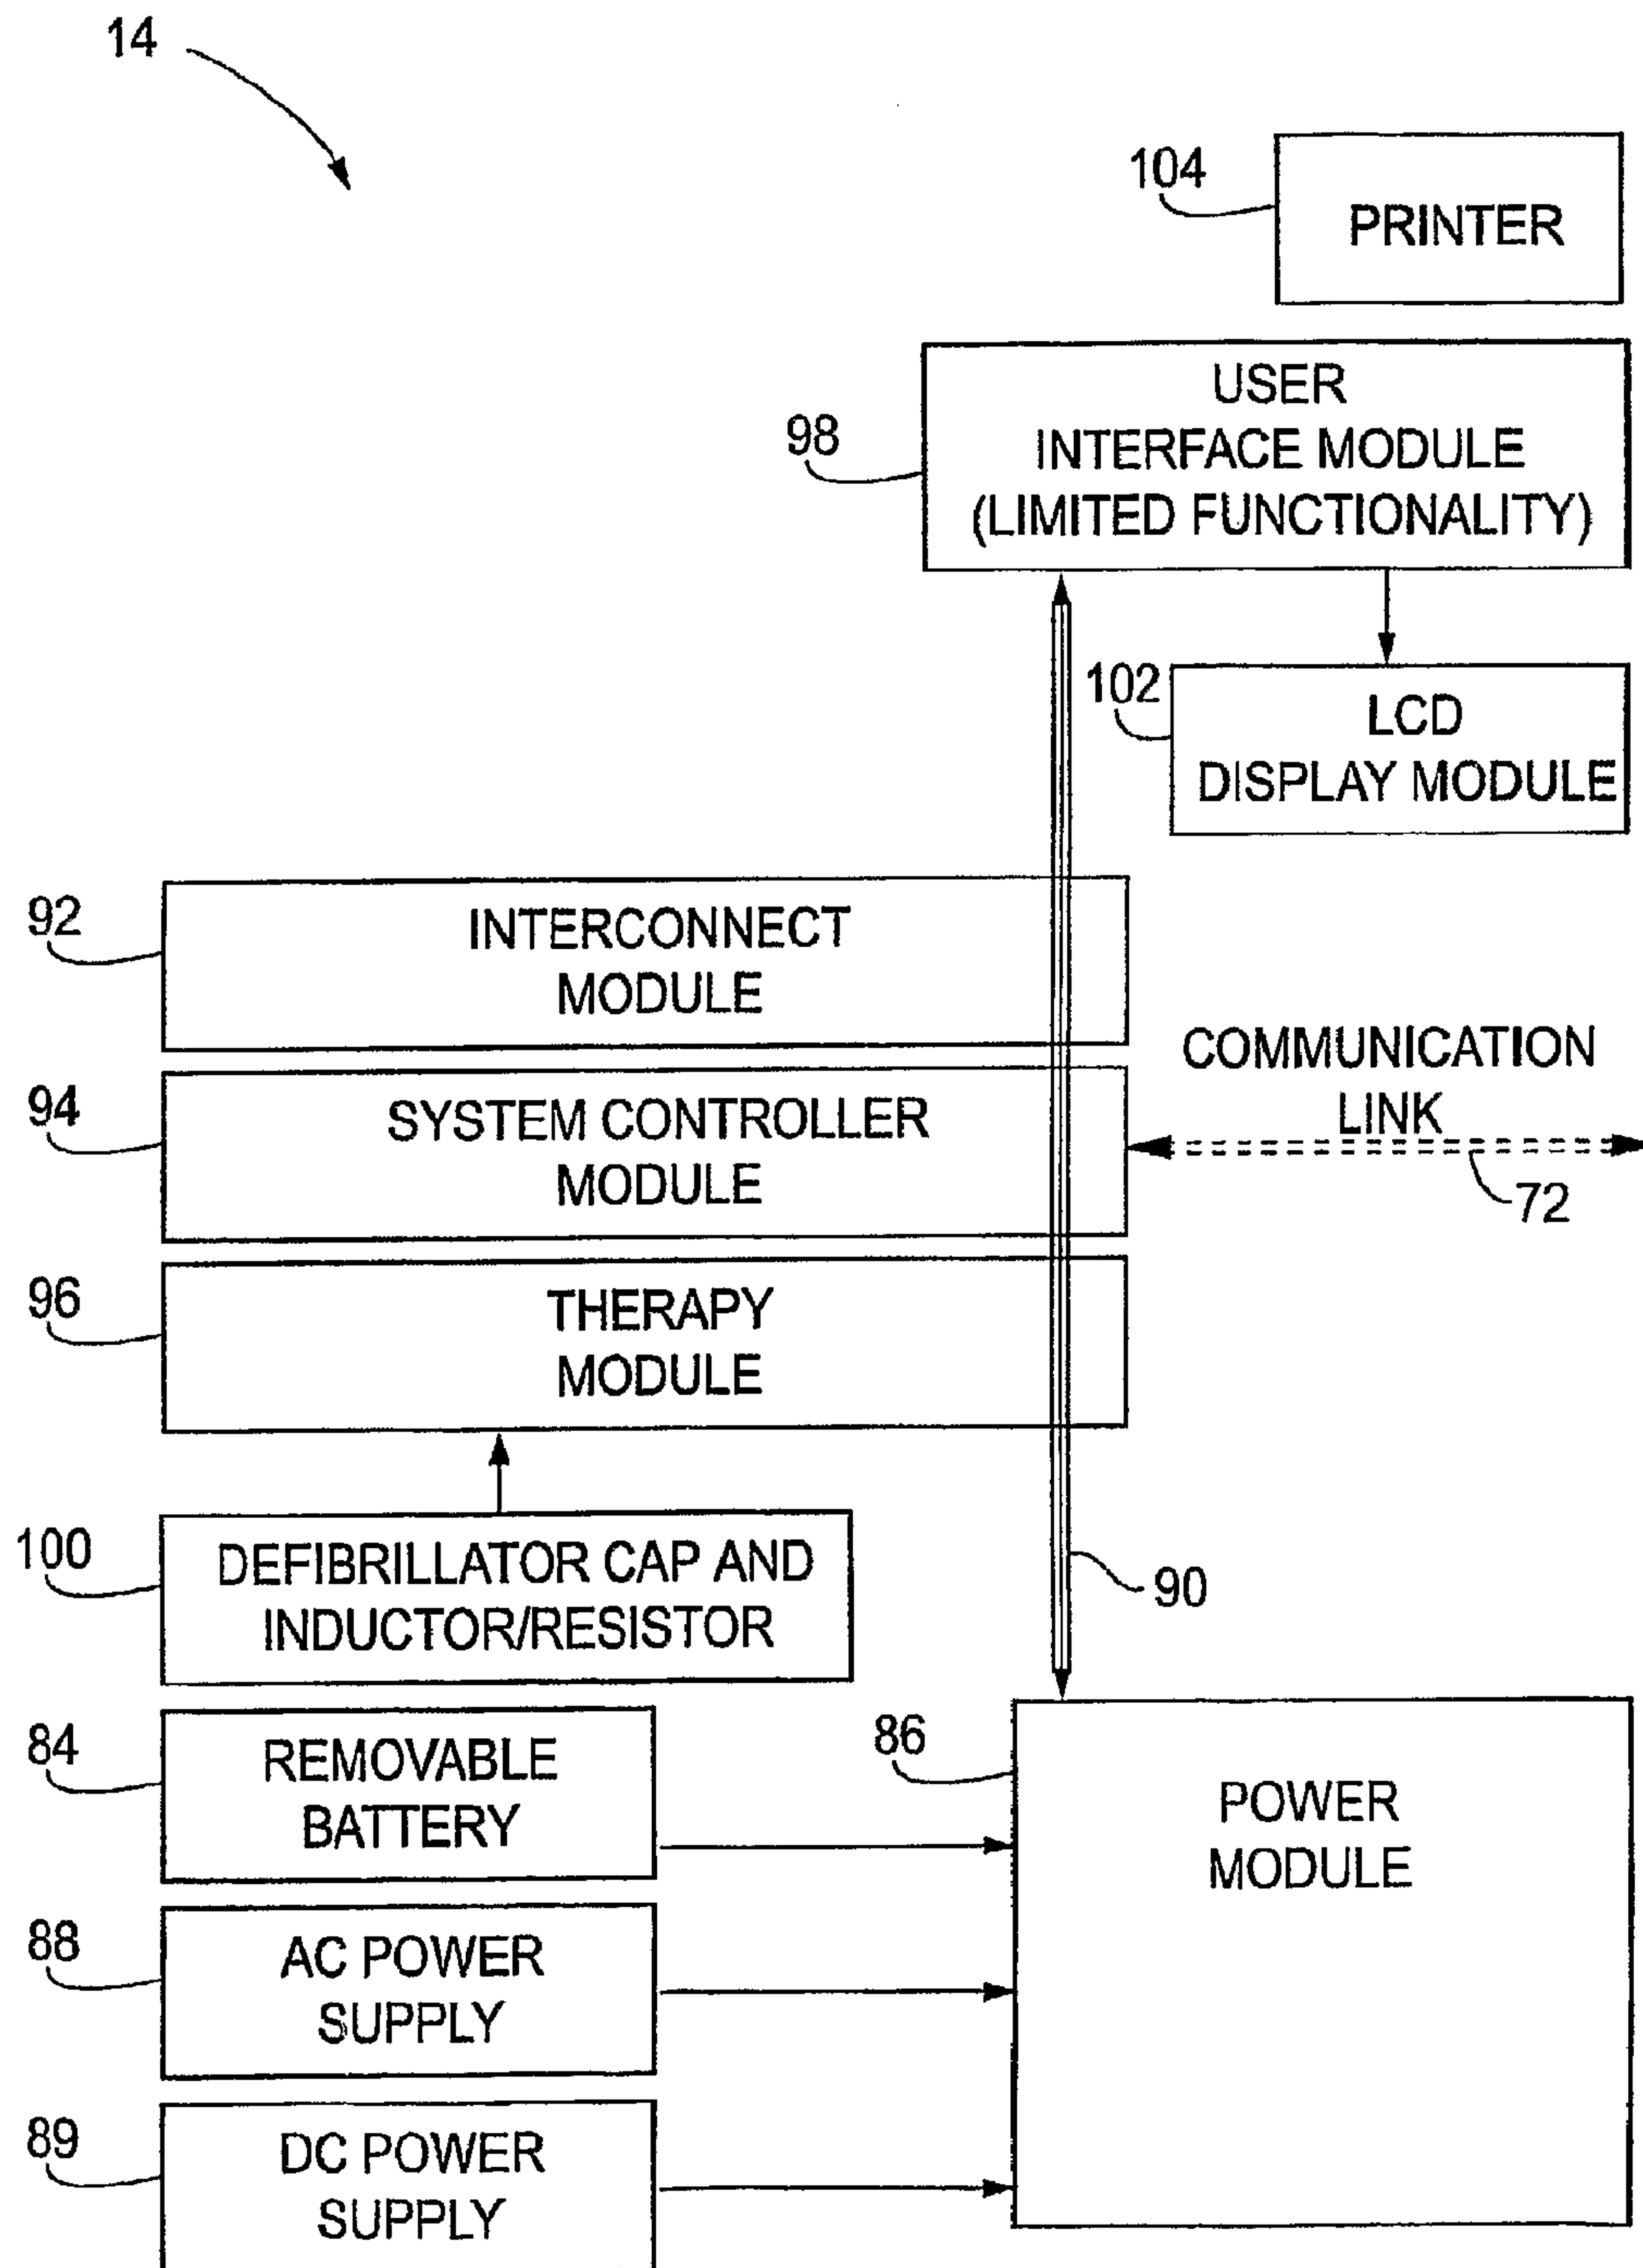 14
104
PRINTER
98
USER
INTERFACE MODULE
(LIMITED FUNCTIONALITY)
102
LCD
DISPLAY MODULE
92
INTERCONNECT
MODULE
94
SYSTEM CONTROLLER
MODULE
COMMUNICATION
LINK
72
96
THERAPY
MODULE
100
DEFIBRILLATOR CAP AND
INDUCTOR/RESISTOR
90
84
REMOVABLE
BATTERY
86
POWER
MODULE
88
AC POWER
SUPPLY
89
DC POWER
SUPPLY